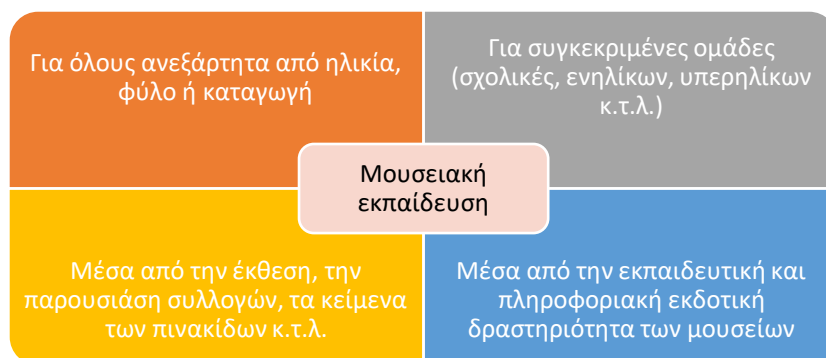 Για όλους ανεξάρτητα από ηλικία,
φύλο ή καταγωγή
Για συγκεκριμένες ομάδες
(σχολικές, ενηλίκων, υπερηλίκων
κ.τ.λ.)
Μουσειακή
εκπαίδευση
Μέσα από την έκθεση, την
παρουσιάση συλλογών, τα κείμενα
των πινακίδων κ.τ.λ.
Μέσα από την εκπαιδευτική και
πληροφοριακή εκδοτική
δραστηριότητα των μουσείων